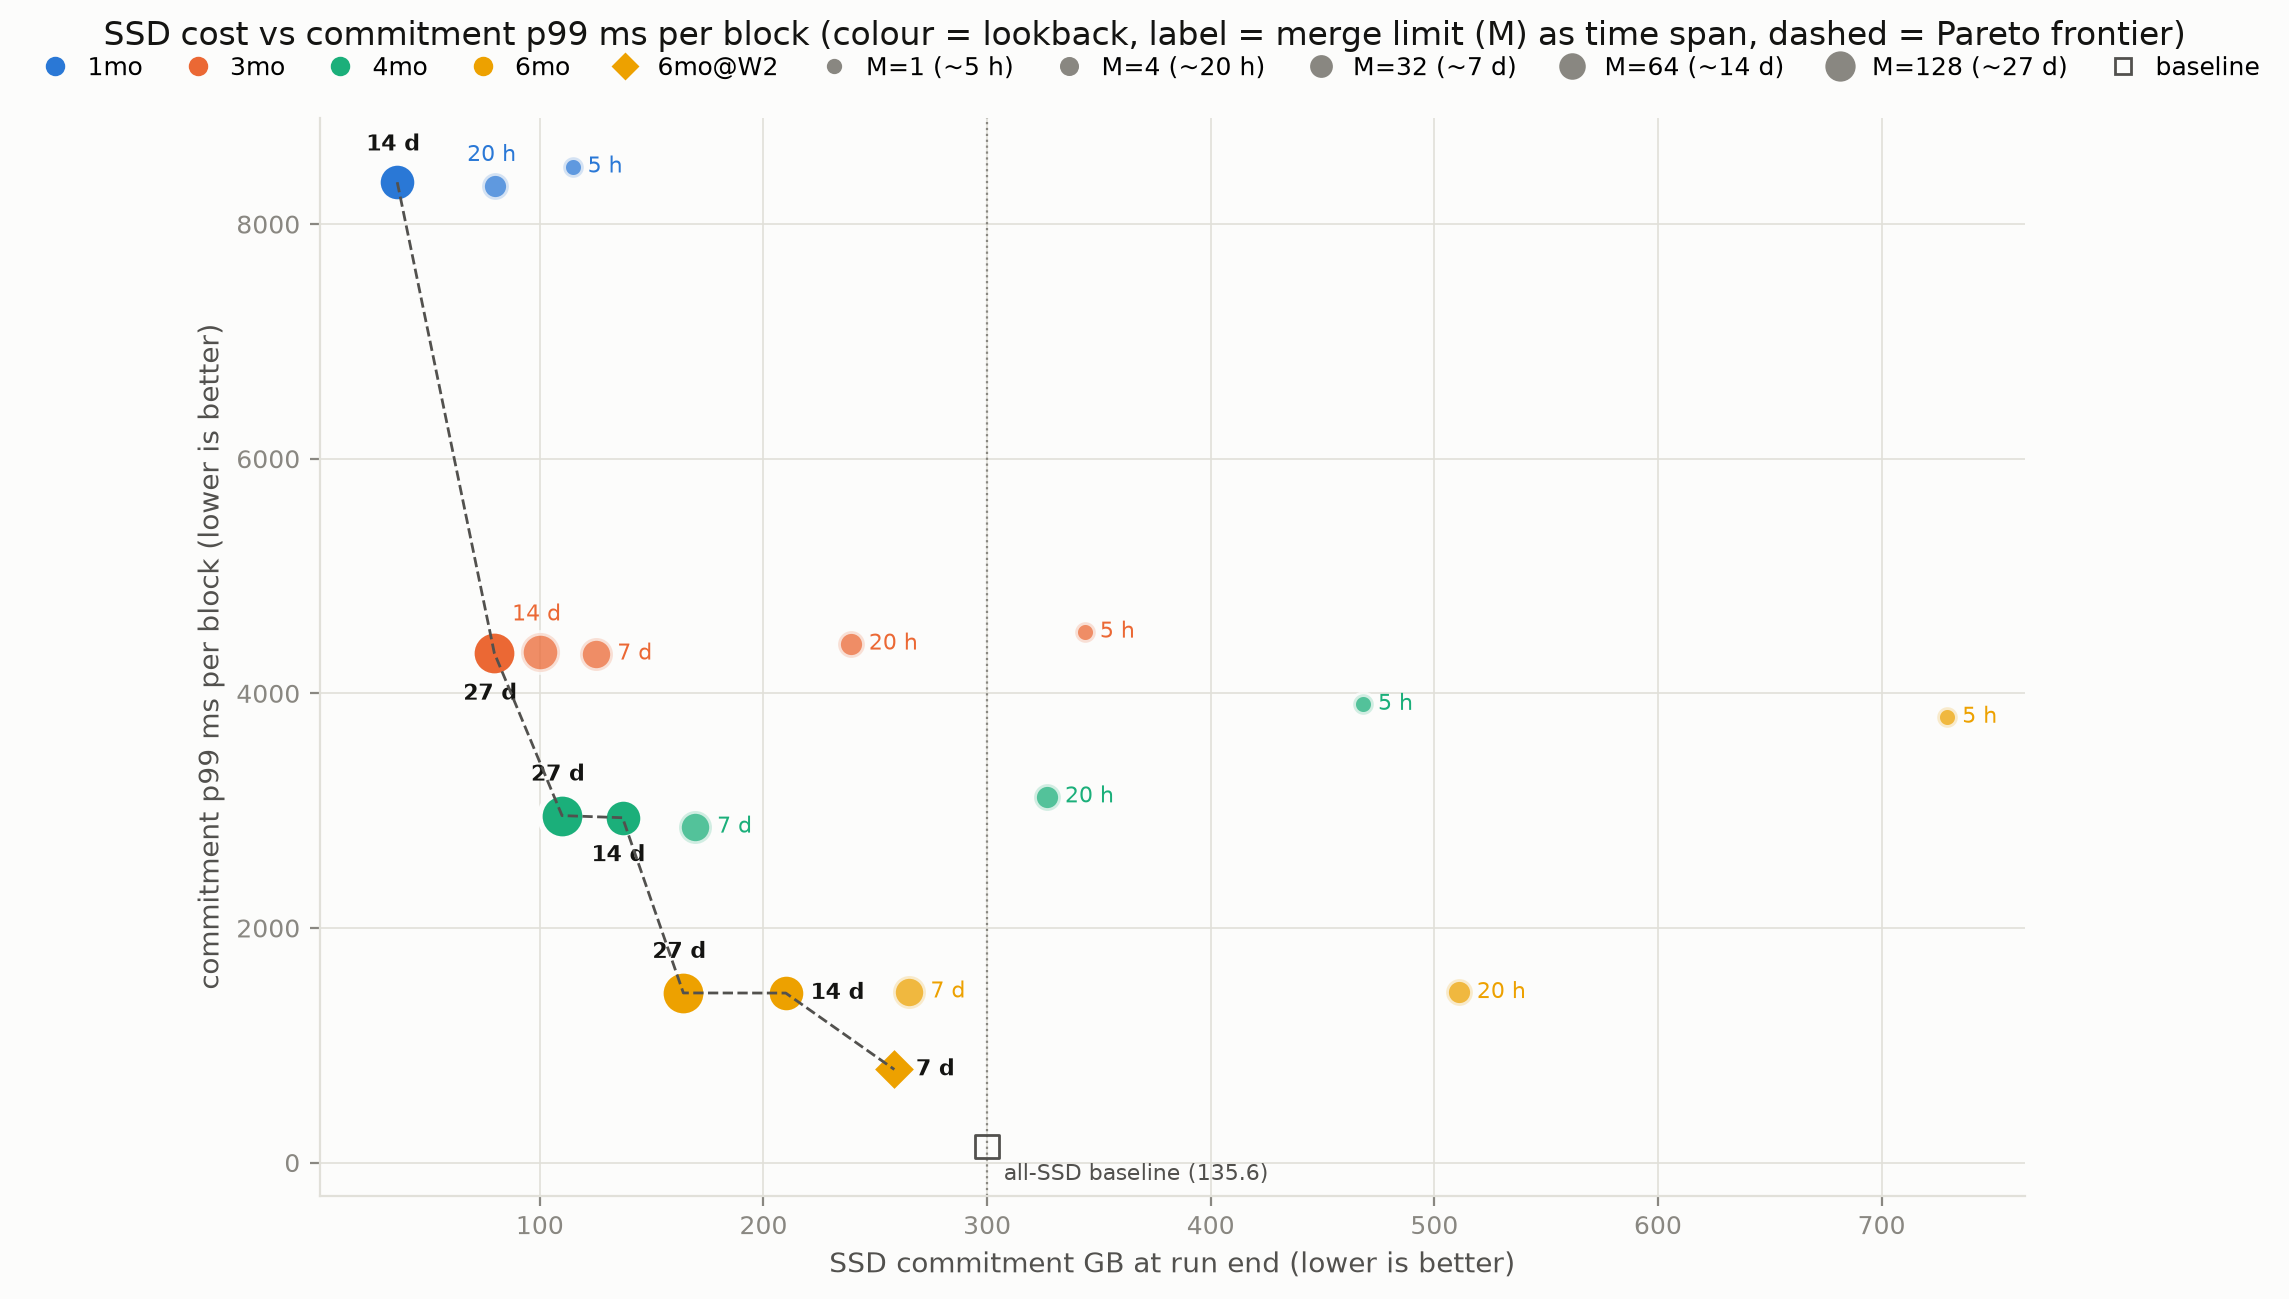 SSD cost vs commitment p99 ms per block (colour = lookback, label = merge limit (M) as time span, dashed = Pareto frontier)
1mo 3mo 4mo 6mo 6mo@W2 M=1 (~5 h) M=4 (~20 h) M=32 (~7 d) M=64 (~14 d) M=128 (~27 d) baseline
14 d
20 h
5 h
8000
6000
14 d
5 h
20 h
7 d
27 d
4000
5 h
5 h
27 d
20 h
7 d
14 d
2000
27 d
14 d
7 d
20 h
7 d
0
all-SSD baseline (135.6)
100 200 300 400 500 600 700
SSD commitment GB at run end (lower is better)
commitment p99 ms per block (lower is better)